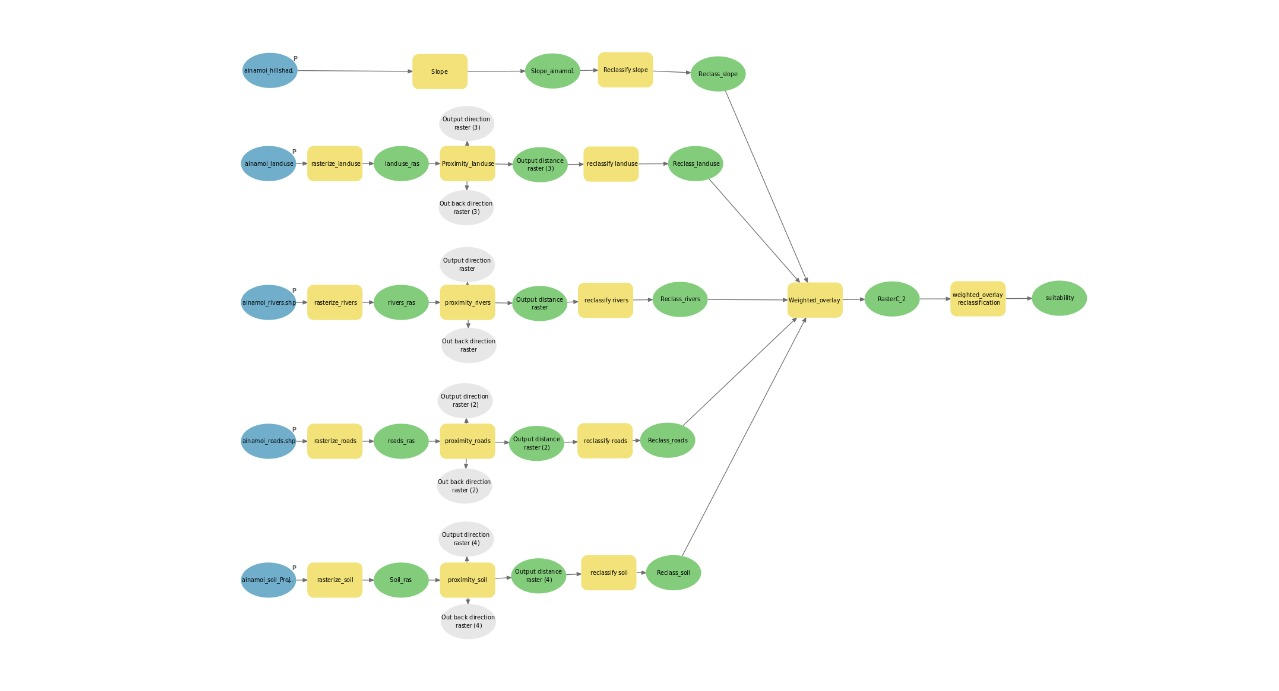 P
ainamoi_hillshad.
Slope
Slope_ainamoi.
Reclassify slope
Reclass_slope
Output direction
raster (3)
P
ainamoi_landuse
rasterize_landuse
landuse_ras
Proximity_landuse
Output distance
raster (3)
reclassify landuse
Reclass_landuse
Out back direction
raster (3)
Output direction
raster
P
ainamoi_rivers.shp
rasterize_rivers
rivers_ras
proximity_rivers
Output distance
raster
reclassify rivers
Reclass_rivers
Weighted_overlay
RasterC_2
weighted_overlay
reclassification
suitability
Out back direction
raster
Output direction
raster (2)
P
ainamoi_roads.shp
rasterize_roads
roads_ras
proximity_roads
Output distance
raster (2)
reclassify roads
Reclass_roads
Out back direction
raster (2)
Output direction
raster (4)
P
ainamoi_soil_Proj.
rasterize_soil
Soil_ras
proximity_soil
Output distance
raster (4)
reclassify soil
Reclass_soil
Out back direction
raster (4)